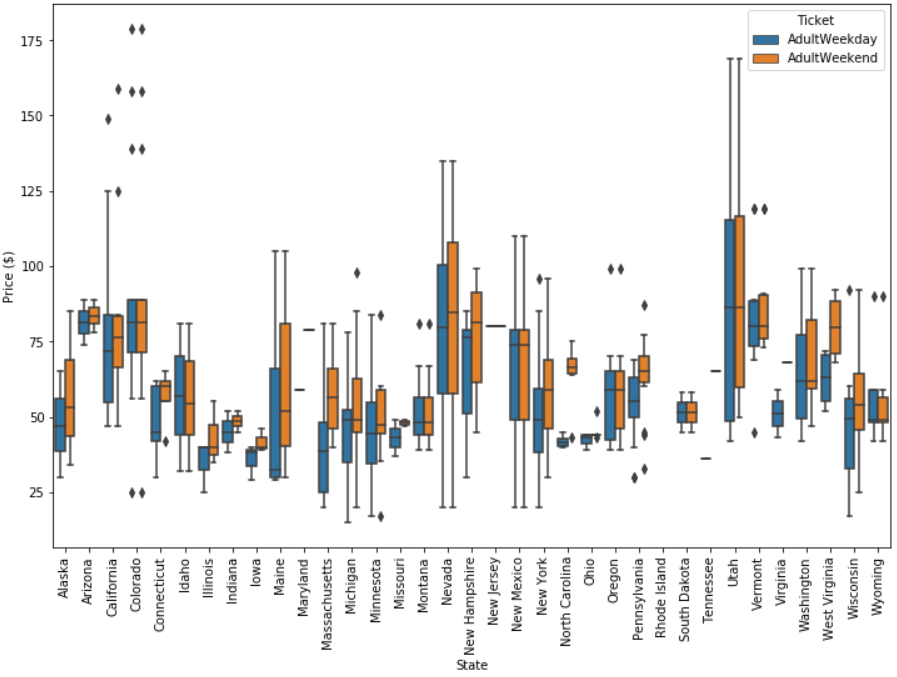 Ticket
AdultWeekday
AdultWeekend
Price ($)
175
150
125
100
75
50
25
Alaska
Arizona
California
Colorado
Connecticut
Idaho
Illinois
Indiana
Iowa
Maine
Maryland
Massachusetts
Michigan
Minnesota
Missouri
Montana
Nevada
New Hampshire
New Jersey
New Mexico
New York
North Carolina
Ohio
Oregon
Pennsylvania
Rhode Island
South Dakota
Tennessee
Utah
Vermont
Virginia
Washington
West Virginia
Wisconsin
Wyoming
State